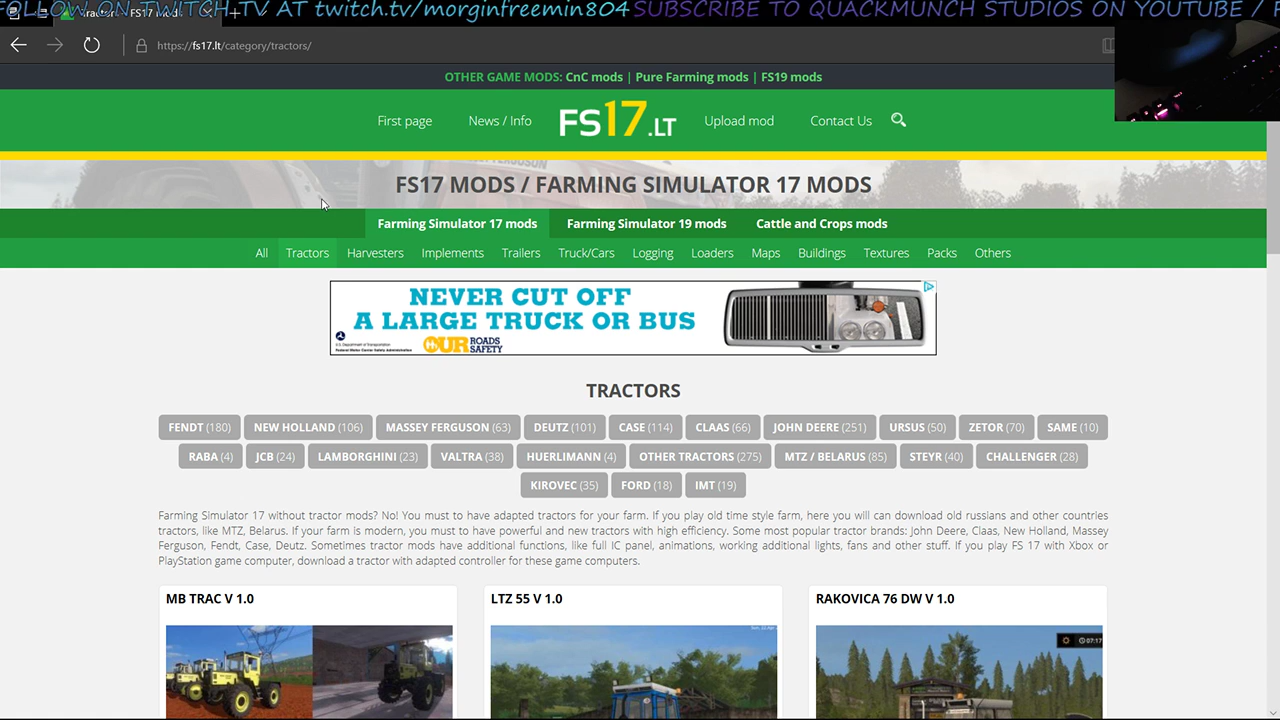 OLLOW ON TWITCH TV AT twitch.tv/morginfreemin804 SUBSCRIBE TO QUACKMUNCH STUDIOS ON YOUTUBE /
https://fs17.lt/category/tractors/
OTHER GAME MODS: CnC mods | Pure Farming mods | FS19 mods
First page
News / Info
FS17.LT
Upload mod
Contact Us
FS17 MODS / FARMING SIMULATOR 17 MODS
Farming Simulator 17 mods
Farming Simulator 19 mods
Cattle and Crops mods
All Tractors Harvesters Implements Trailers Truck/Cars Logging Loaders Maps Buildings Textures Packs Others
NEVER CUT OFF
A LARGE TRUCK OR BUS
U.S. Department of Transportation
Federal Motor Carrier Safety Administration
OUR ROADS
SAFETY
TRACTORS
FENDT (180) NEW HOLLAND (106) MASSEY FERGUSON (63) DEUTZ (101) CASE (114) CLAAS (66) JOHN DEERE (251) URSUS (50) ZETOR (70) SAME (10)
RABA (4) JCB (24) LAMBORGHINI (23) VALTRA (38) HUERLIMANN (4) OTHER TRACTORS (275) MTZ / BELARUS (85) STEYR (40) CHALLENGER (28)
KIROVEC (35) FORD (18) IMT (19)
Farming Simulator 17 without tractor mods? No! You must to have adapted tractors for your farm. If you play old time style farm, here you will can download old russians and other countries
tractors, like MTZ, Belarus. If your farm is modern, you must to have powerful and new tractors with high efficiency. Some most popular tractor brands: John Deere, Claas, New Holland, Massey
Ferguson, Fendt, Case, Deutz. Sometimes tractor mods have additional functions, like full IC panel, animations, working additional lights, fans and other stuff. If you play FS 17 with Xbox or
PlayStation game computer, download a tractor with adapted controller for these game computers.
MB TRAC V 1.0
LTZ 55 V 1.0
RAKOVICA 76 DW V 1.0
07:17